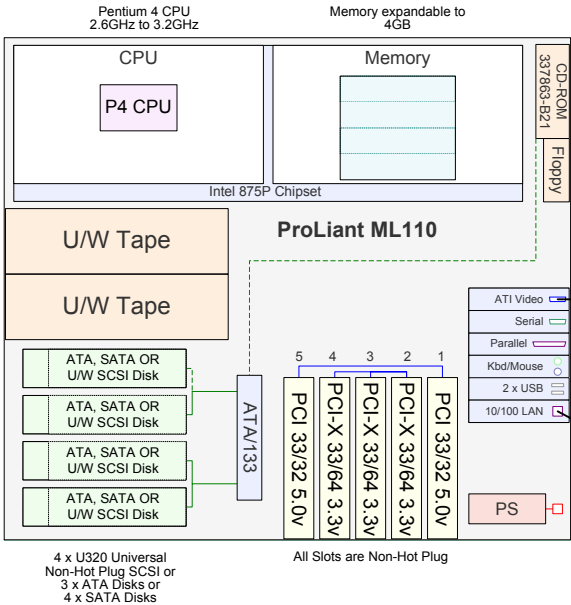 Pentium 4 CPU
2.6GHz to 3.2GHz
Memory expandable to
4GB
CPU
Memory
P4 CPU
CD-ROM
337863-B21
Floppy
Intel 875P Chipset
U/W Tape
U/W Tape
ProLiant ML110
ATI Video
Serial
Parallel
Kbd/Mouse
2 x USB
10/100 LAN
ATA, SATA OR
U/W SCSI Disk
ATA, SATA OR
U/W SCSI Disk
ATA, SATA OR
U/W SCSI Disk
ATA, SATA OR
U/W SCSI Disk
ATA/133
5 4 3 2 1
PCI 33/32 5.0v
PCI-X 33/64 3.3v
PCI-X 33/64 3.3v
PCI-X 33/64 3.3v
PCI 33/32 5.0v
PS
4 x U320 Universal
Non-Hot Plug SCSI or
3 x ATA Disks or
4 x SATA Disks
All Slots are Non-Hot Plug